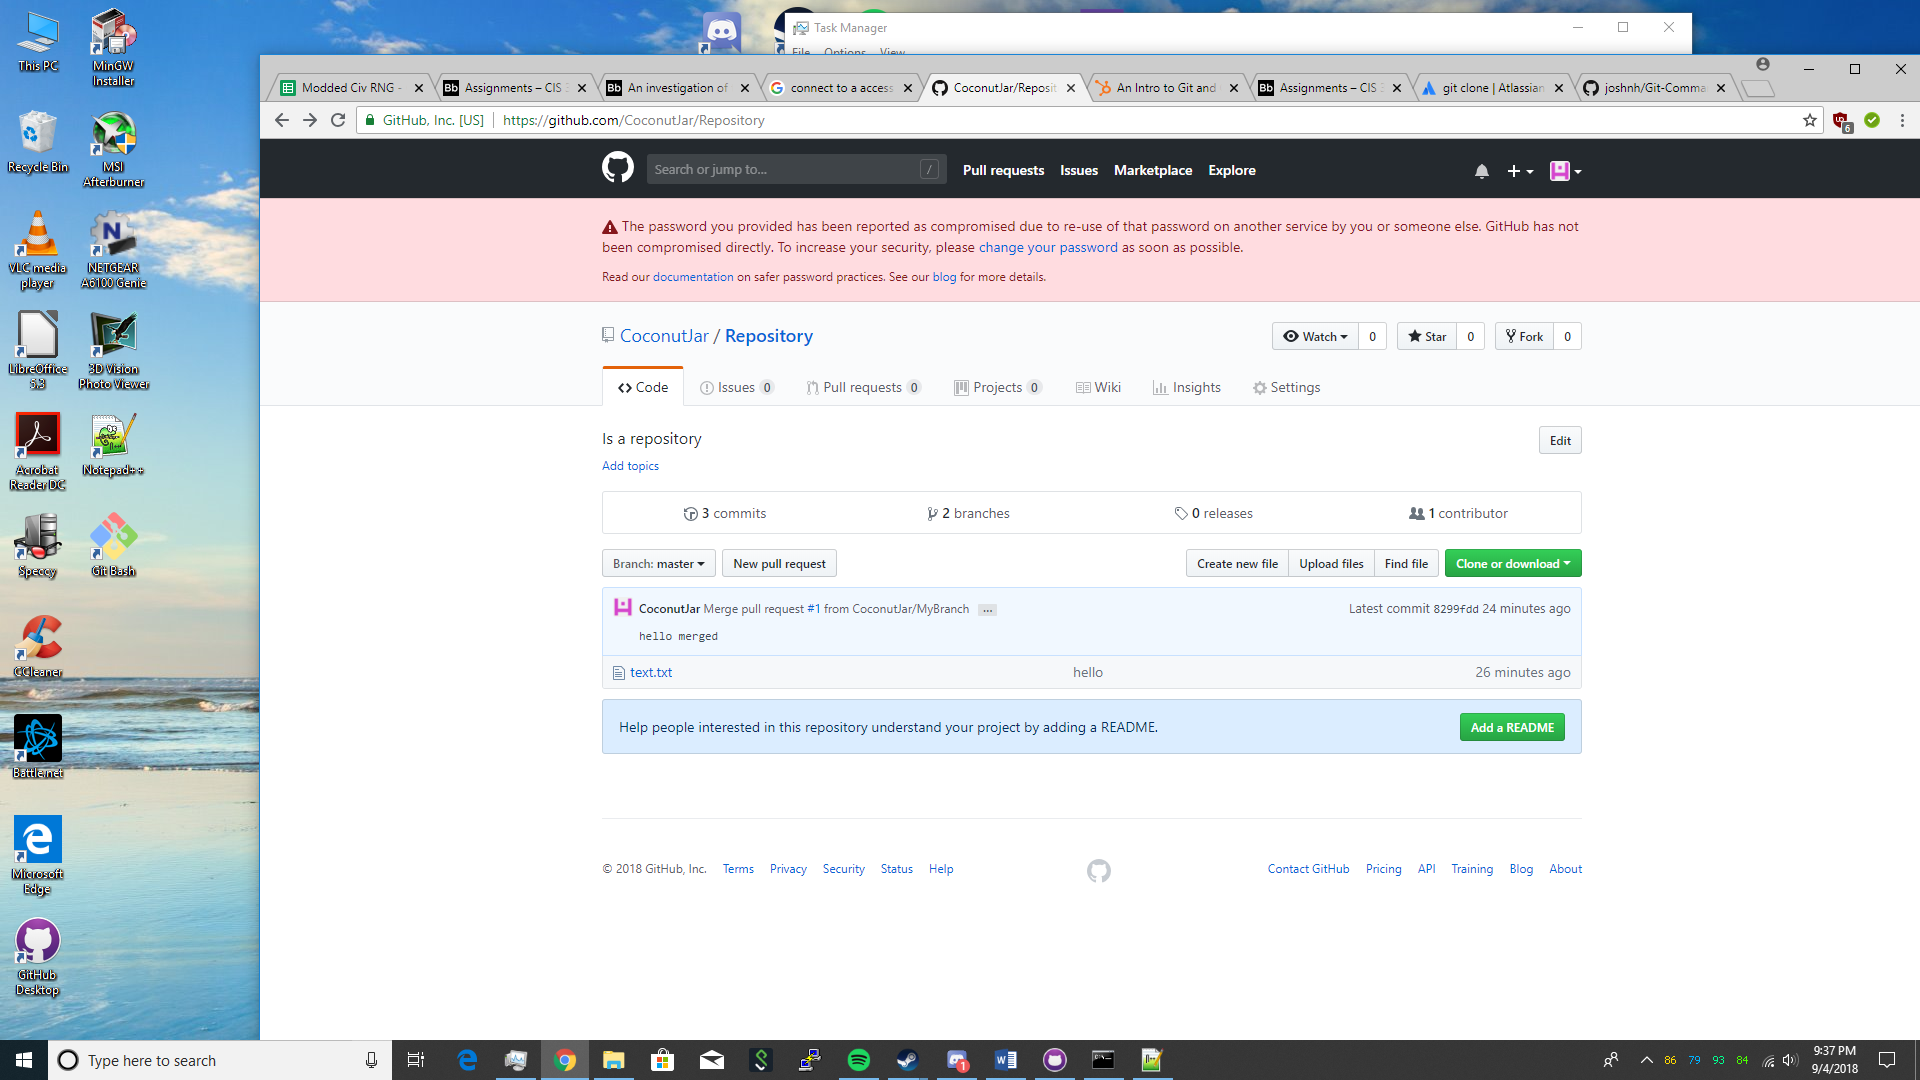 This PC
MinGW Installer
Recycle Bin
MSI Afterburner
VLC media player
NETGEAR A6100 Genie
LibreOffice 5.3
3D Vision Photo Viewer
Acrobat Reader DC
Notepad++
Speccy
Git Bash
CCleaner
Battle.net
Microsoft Edge
GitHub Desktop
Task Manager
File Options View
Modded Civ RNG -
Assignments – CIS
An investigation of
connect to a access
CoconutJar/Reposit
An Intro to Git and
Assignments – CIS
git clone | Atlassian
joshnh/Git-Comma
GitHub, Inc. [US] https://github.com/CoconutJar/Repository
6
Search or jump to... /
Pull requests Issues Marketplace Explore
The password you provided has been reported as compromised due to re-use of that password on another service by you or someone else. GitHub has not
been compromised directly. To increase your security, please change your password as soon as possible.
Read our documentation on safer password practices. See our blog for more details.
CoconutJar / Repository
Watch 0 Star 0 Fork 0
Code Issues 0 Pull requests 0 Projects 0 Wiki Insights Settings
Is a repository
Edit
Add topics
3 commits 2 branches 0 releases 1 contributor
Branch: master New pull request Create new file Upload files Find file Clone or download
CoconutJar Merge pull request #1 from CoconutJar/MyBranch ... Latest commit 8299fdd 24 minutes ago
hello merged
text.txt hello 26 minutes ago
Help people interested in this repository understand your project by adding a README. Add a README
© 2018 GitHub, Inc. Terms Privacy Security Status Help Contact GitHub Pricing API Training Blog About
Type here to search
1
86 79 93 84
9:37 PM
9/4/2018